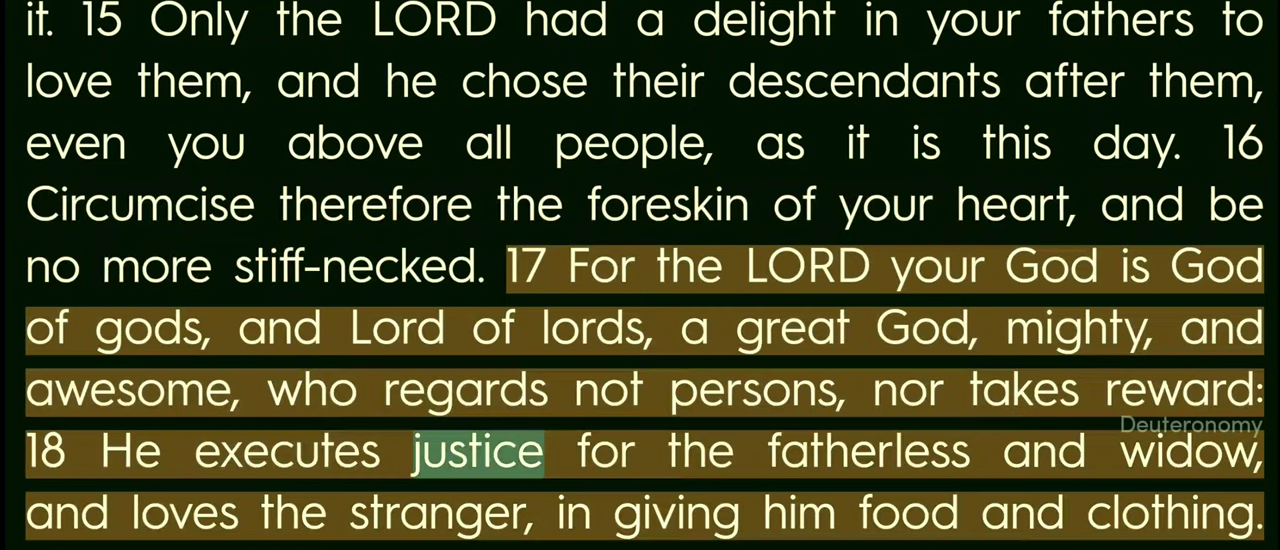 it. 15 Only the LORD had a delight in your fathers to
love them, and he chose their descendants after them,
even you above all people, as it is this day. 16
Circumcise therefore the foreskin of your heart, and be
no more stiff-necked. 17 For the LORD your God is God
of gods, and Lord of lords, a great God, mighty, and
awesome, who regards not persons, nor takes reward:
Deuteronomy
18 He executes justice for the fatherless and widow,
and loves the stranger, in giving him food and clothing.